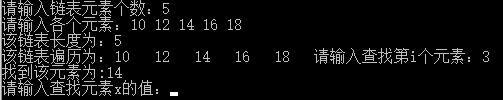 请输入链表元素个数：5
请输入各个元素：10 12 14 16 18
该链表长度为：5
该链表遍历为：10   12   14   16   18   请输入查找第i个元素：3
找到该元素为:14
请输入查找元素x的值：